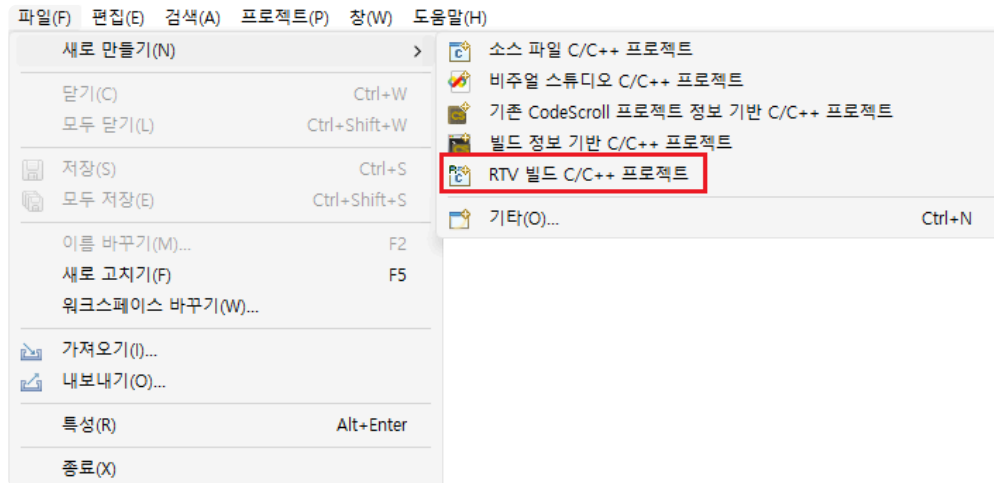 파일(F) 편집(E) 검색(A) 프로젝트(P) 창(W) 도움말(H)
새로 만들기(N)
닫기(C) Ctrl+W
모두 닫기(L) Ctrl+Shift+W
저장(S) Ctrl+S
모두 저장(E) Ctrl+Shift+S
이름 바꾸기(M)... F2
새로 고치기(F) F5
워크스페이스 바꾸기(W)...
가져오기(I)...
내보내기(O)...
특성(R) Alt+Enter
종료(X)
소스 파일 C/C++ 프로젝트
비주얼 스튜디오 C/C++ 프로젝트
기존 CodeScroll 프로젝트 정보 기반 C/C++ 프로젝트
빌드 정보 기반 C/C++ 프로젝트
RTV 빌드 C/C++ 프로젝트
기타(O)... Ctrl+N